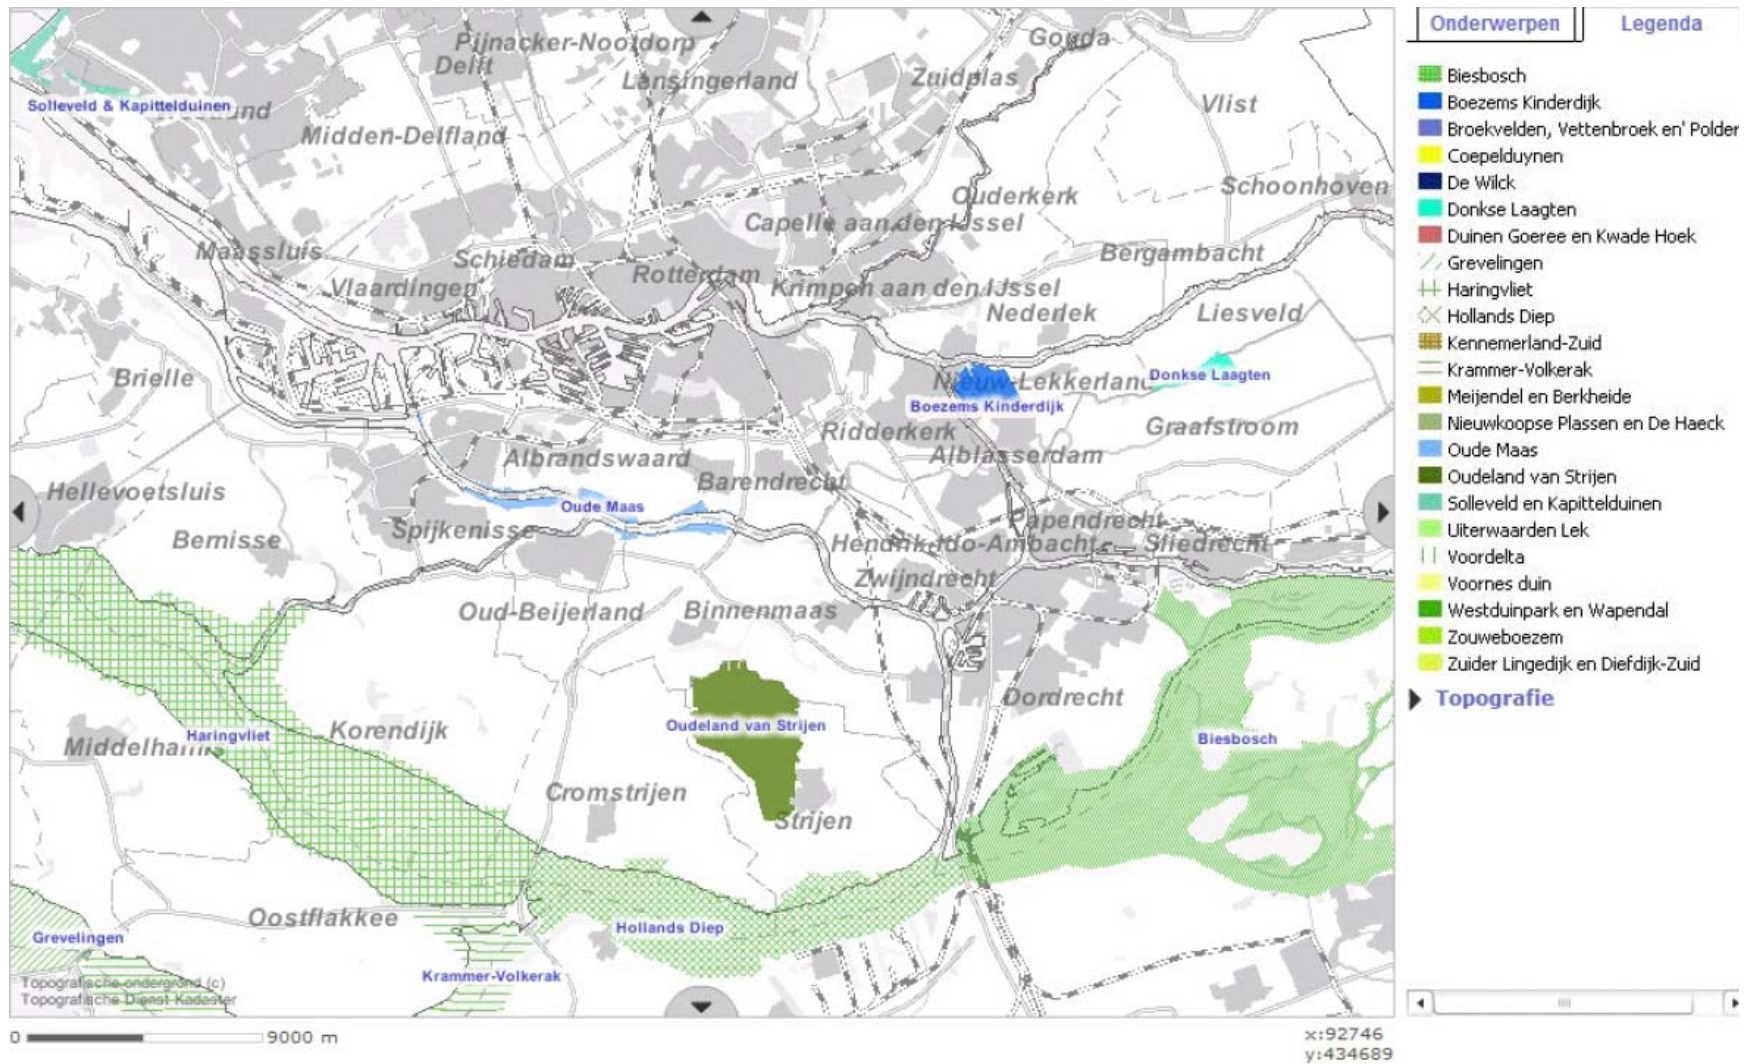 Pijnacker-Nootdorp
Gouda
Delft
Lansingerland
Zuidplas
Solleveld & Kapittelduinen
Vlist
Midden-Delfland
Schoonhoven
Ouderkerk
Capelle aan den IJssel
Maassluis
Bergambacht
Schiedam
Rotterdam
Vlaardingen
Krimpen aan den IJssel
Nederlek
Liesveld
Brielle
Nieuw-Lekkerland
Donkse Laagten
Boezems Kinderdijk
Graafstroom
Ridderkerk
Albrandswaard
Alblasserdam
Barendrecht
Hellevoetsluis
Oude Maas
Spijkenisse
Papendrecht
Bernisse
Hendrik-Ido-Ambacht
Sliedrecht
Zwijndrecht
Oud-Beijerland
Binnenmaas
Dordrecht
Oudeland van Strijen
Korendijk
Haringvliet
Biesbosch
Cromstrijen
Strijen
Oostflakkee
Hollands Diep
Grevelingen
Krammer-Volkerak
Topografische ondergrond (c)
Topografische Dienst Kadaster
0 9000 m
x:92746
y:434689
Onderwerpen Legenda
Biesbosch
Boezems Kinderdijk
Broekvelden, Vettenbroek en' Polder
Coepelduynen
De Wilck
Donkse Laagten
Duinen Goeree en Kwade Hoek
Grevelingen
Haringvliet
Hollands Diep
Kennemerland-Zuid
Krammer-Volkerak
Meijendel en Berkheide
Nieuwkoopse Plassen en De Haeck
Oude Maas
Oudeland van Strijen
Solleveld en Kapittelduinen
Uiterwaarden Lek
Voordelta
Voornes duin
Westduinpark en Wapendal
Zouweboezem
Zuider Lingedijk en Diefdijk-Zuid
Topografie